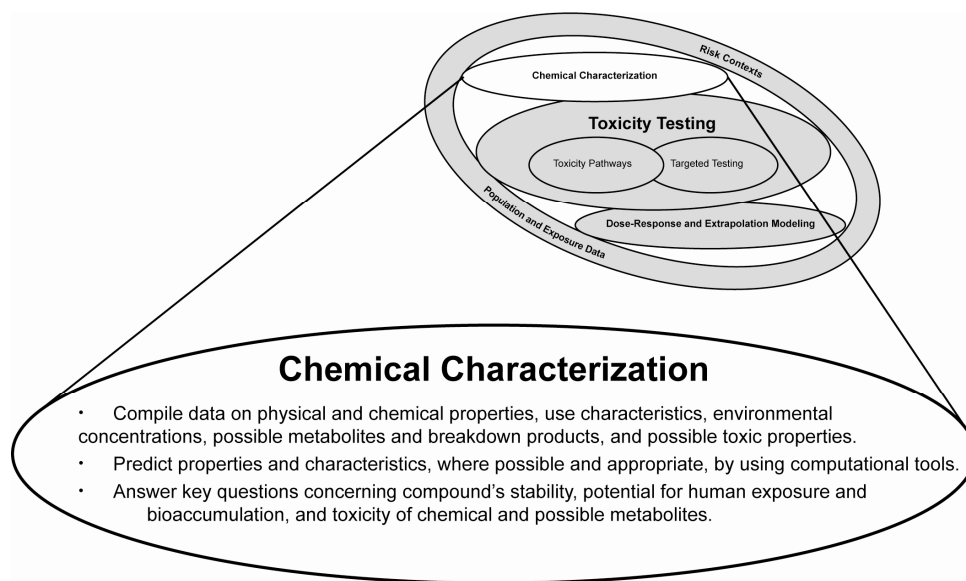 Risk Contexts
Chemical Characterization
Toxicity Testing
Toxicity Pathways
Targeted Testing
Dose-Response and Extrapolation Modeling
Population and Exposure Data
Chemical Characterization
· Compile data on physical and chemical properties, use characteristics, environmental
concentrations, possible metabolites and breakdown products, and possible toxic properties.
· Predict properties and characteristics, where possible and appropriate, by using computational tools.
· Answer key questions concerning compound's stability, potential for human exposure and
bioaccumulation, and toxicity of chemical and possible metabolites.